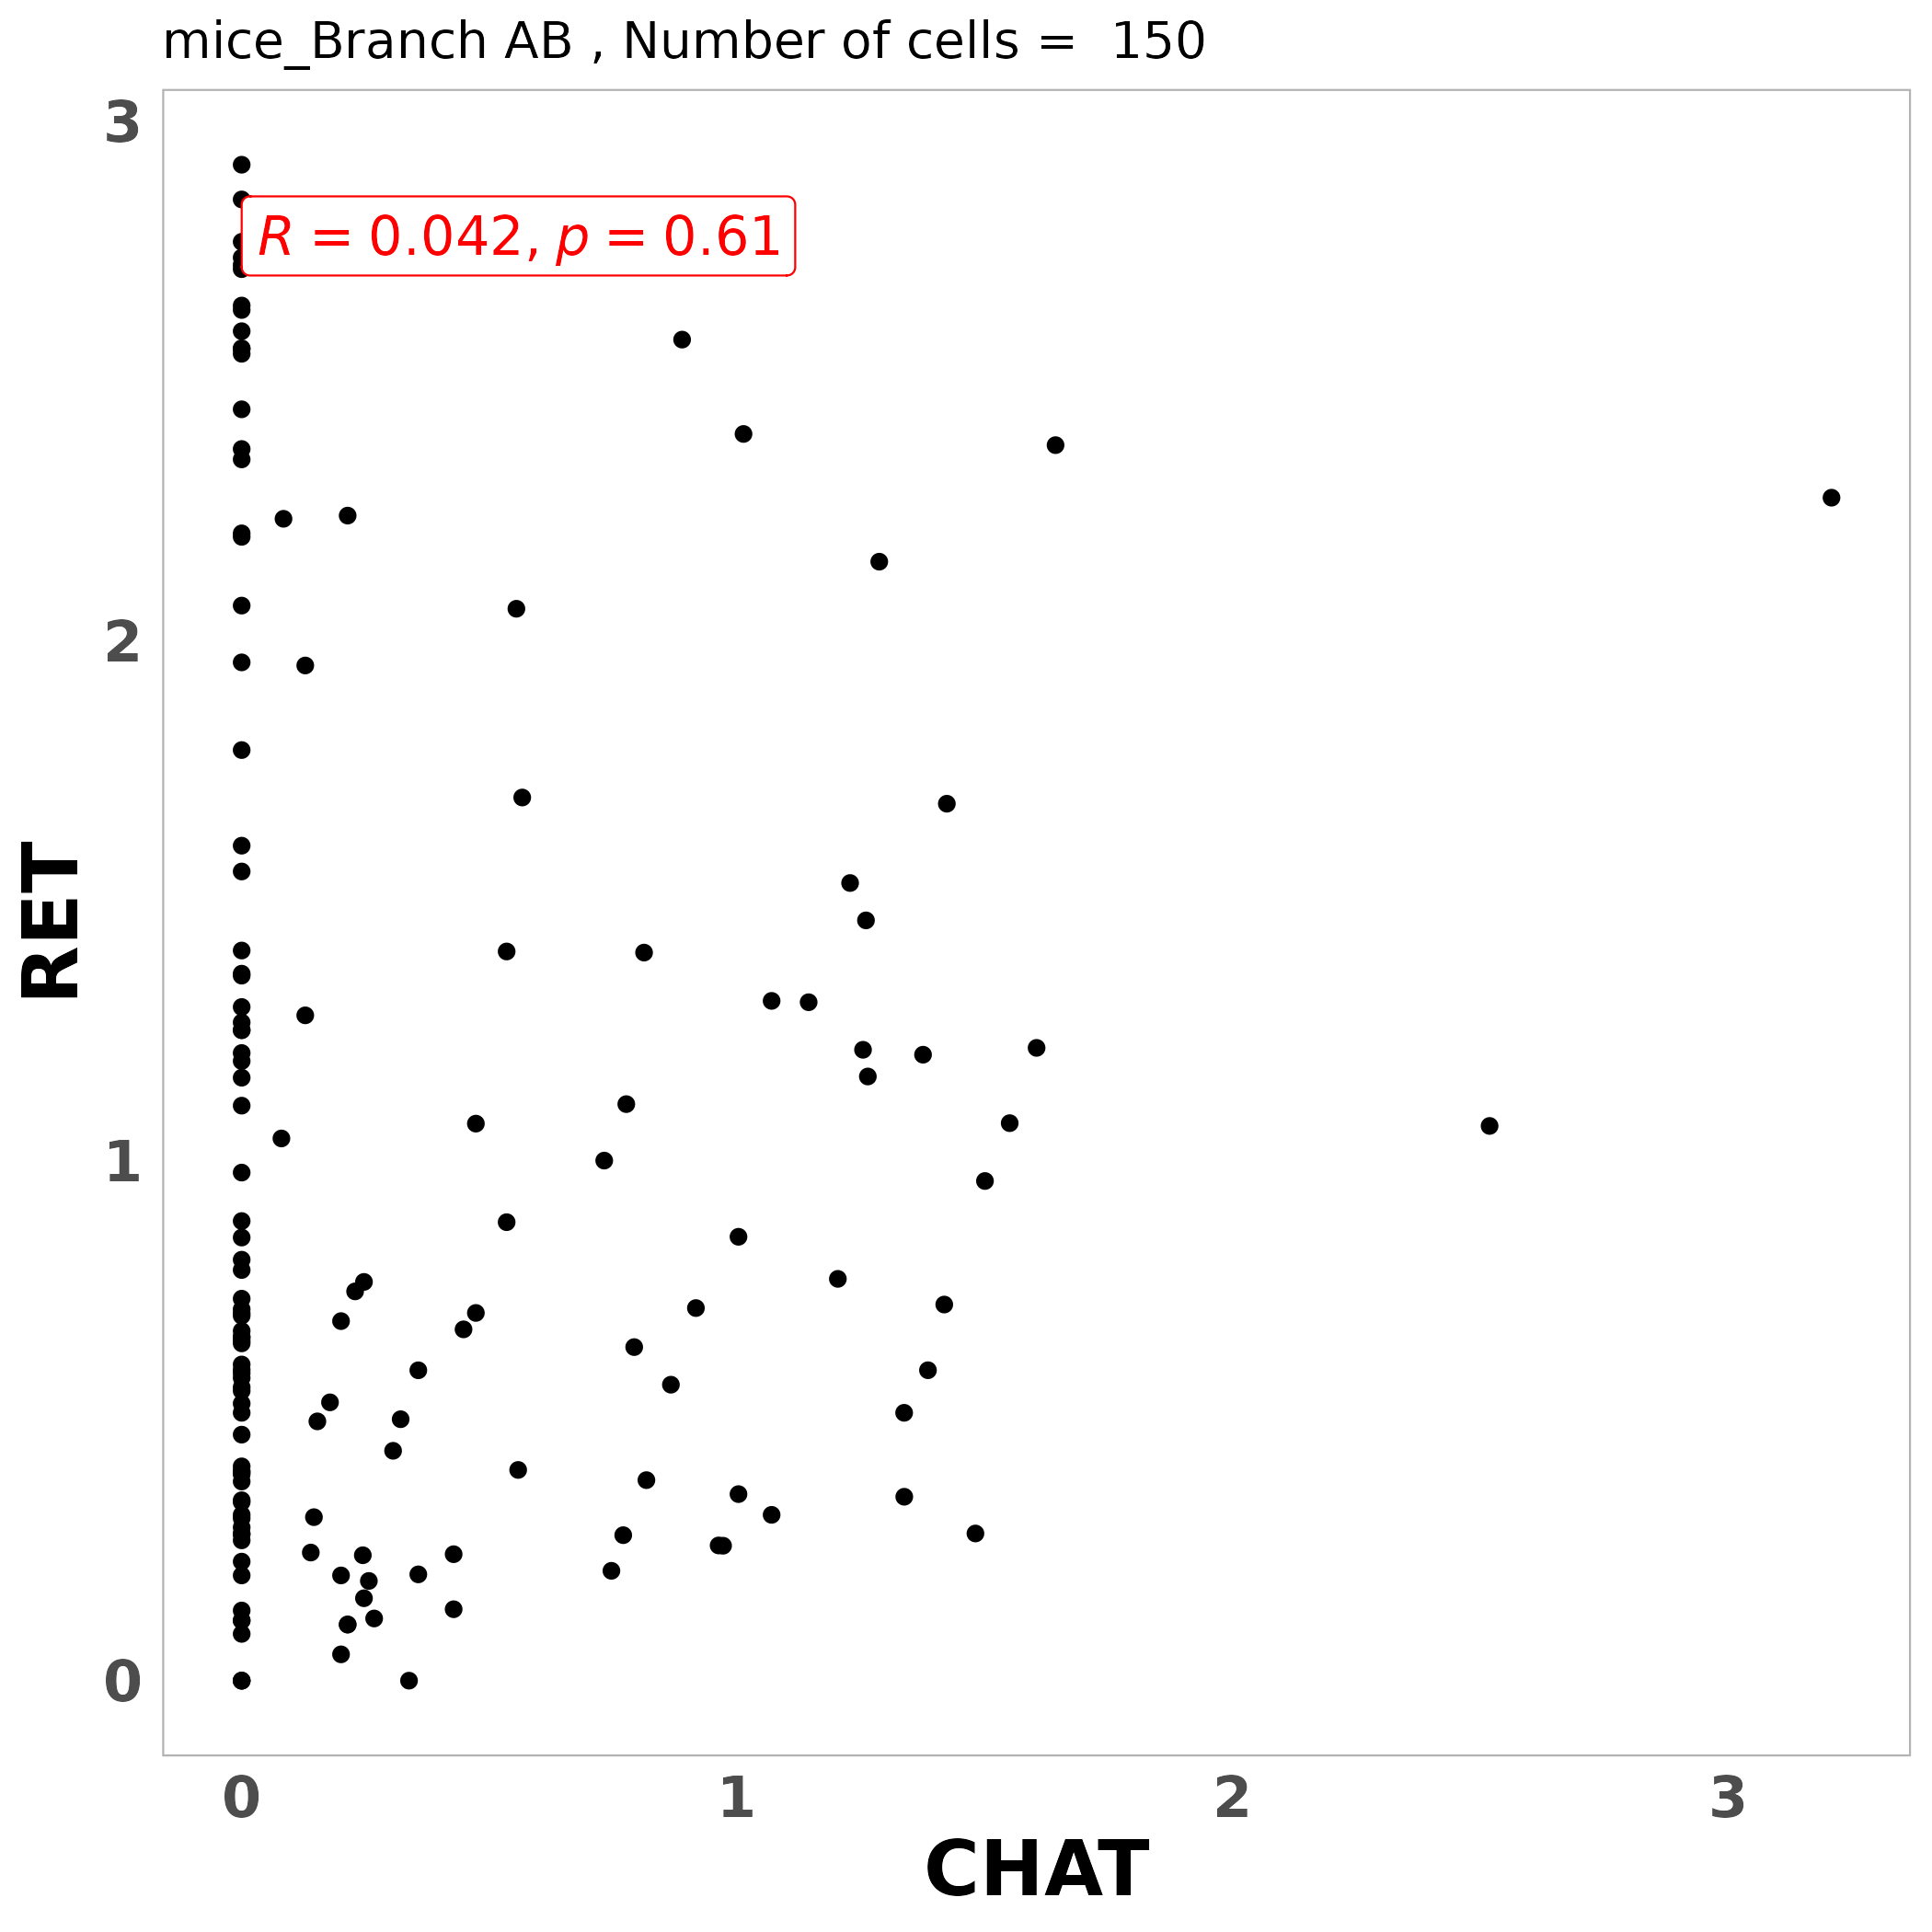 mice_Branch AB , Number of cells =  150
3
R = 0.042, p = 0.61
2
RET
1
0
0 1 2 3
CHAT